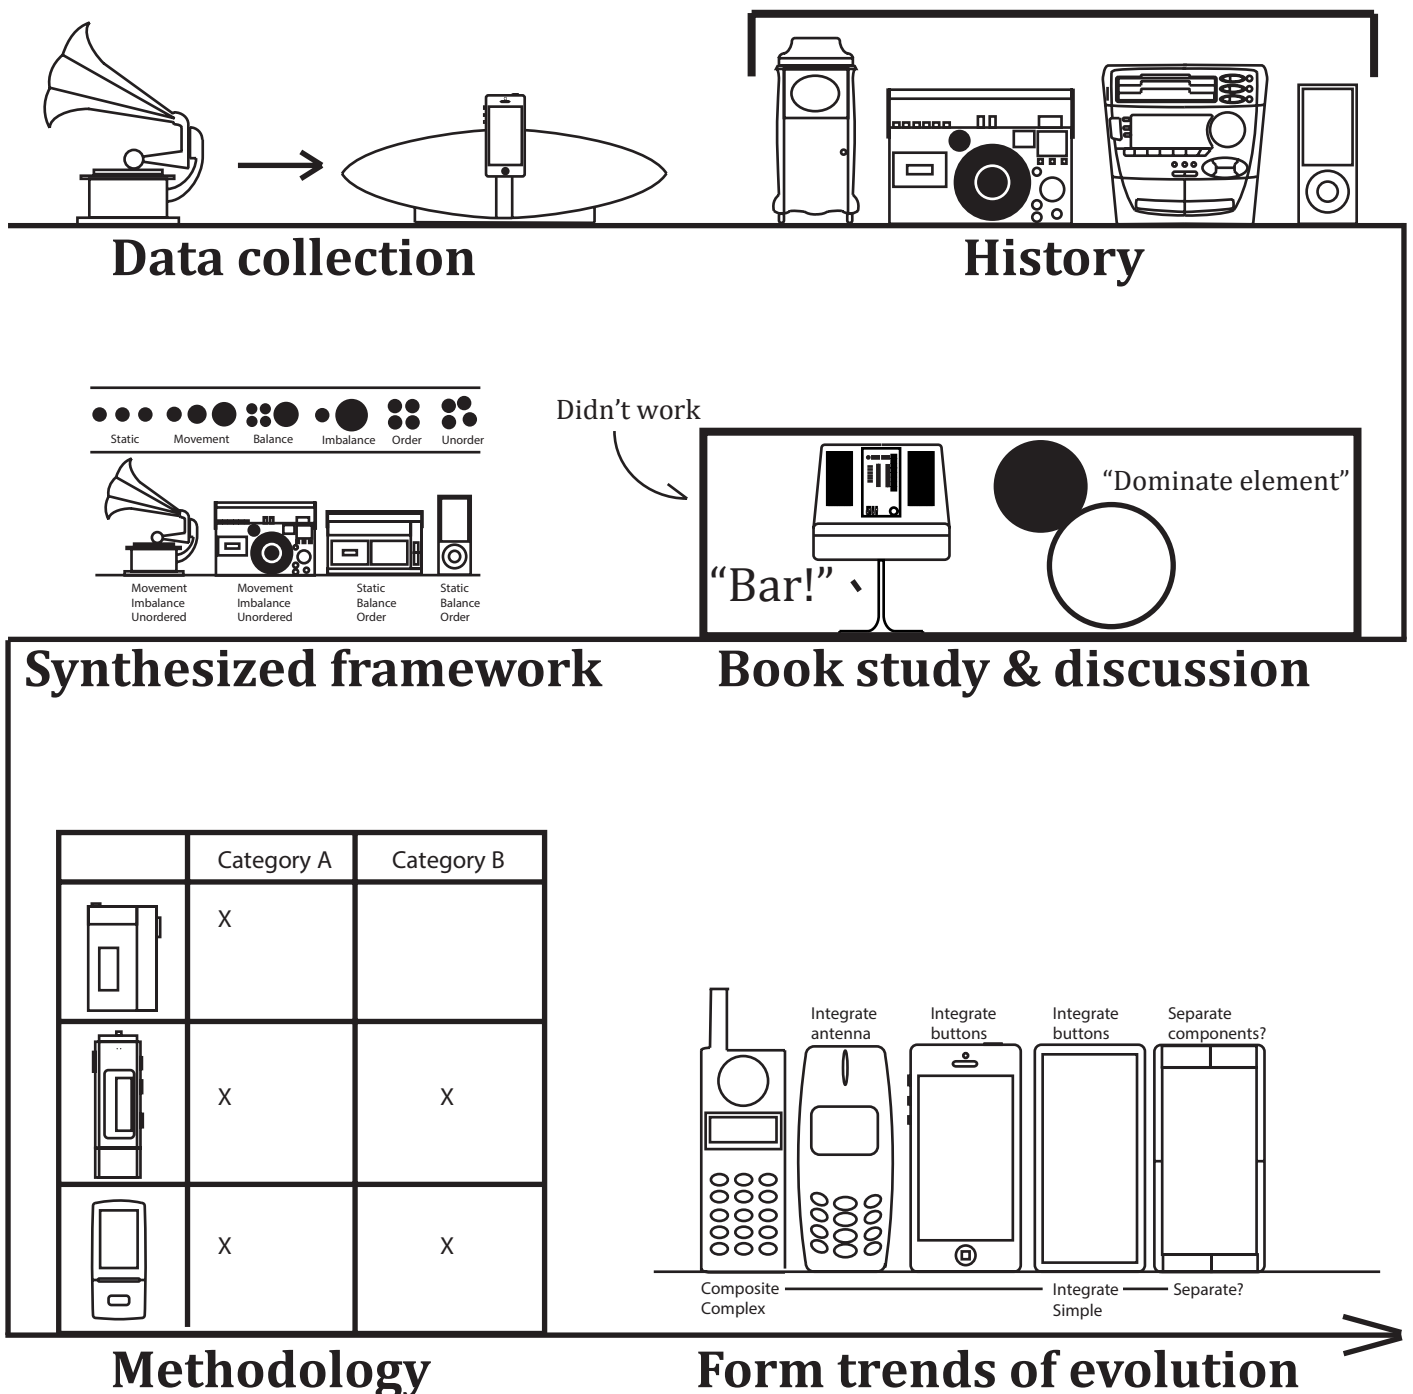 Data collection
History
Didn't work
Static Movement Balance Imbalance Order Unorder
"Dominate element"
"Bar!"
Movement Movement Static Static
Imbalance Imbalance Balance Balance
Unordered Unordered Order Order
Synthesized framework
Book study & discussion
Category A Category B
X
X X
X X
Integrate Integrate Integrate Separate
antenna buttons buttons components?
Composite Integrate Separate?
Complex Simple
Methodology
Form trends of evolution